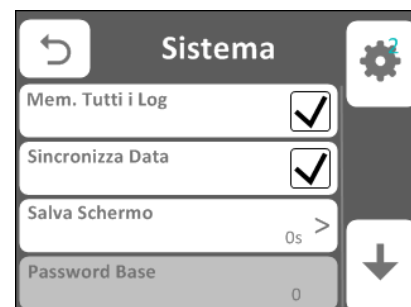 Sistema
2
Mem. Tutti i Log
Sincronizza Data
Salva Schermo
0s >
Password Base
0